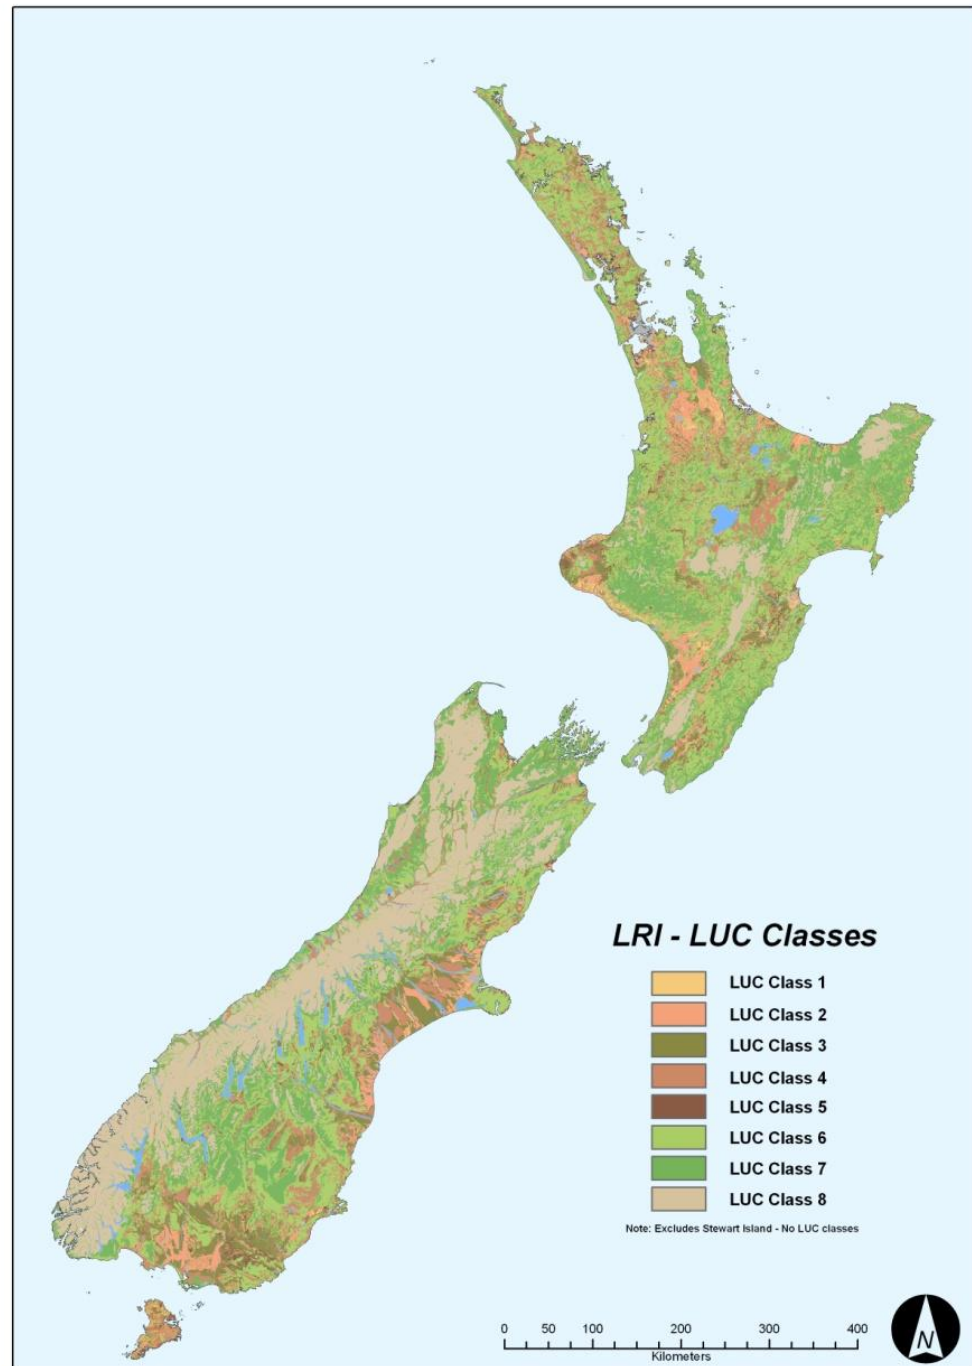 LRI - LUC Classes
LUC Class 1
LUC Class 2
LUC Class 3
LUC Class 4
LUC Class 5
LUC Class 6
LUC Class 7
LUC Class 8
Note: Excludes Stewart Island - No LUC classes
0 50 100 200 300 400
Kilometers
N